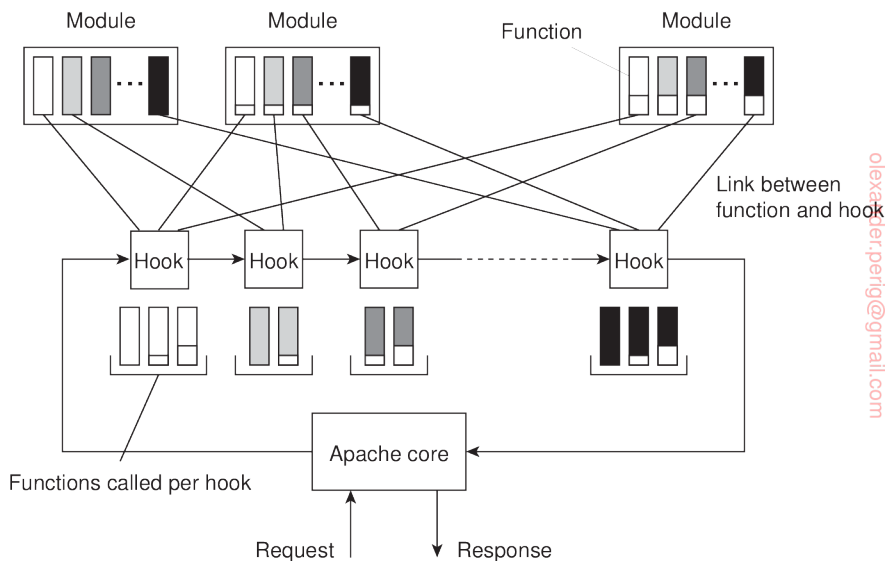 Module
Module
Function
Module
Link between
function and hook
Hook
Hook
Hook
Hook
Apache core
Functions called per hook
Request
Response
olexander.perig@gmail.com